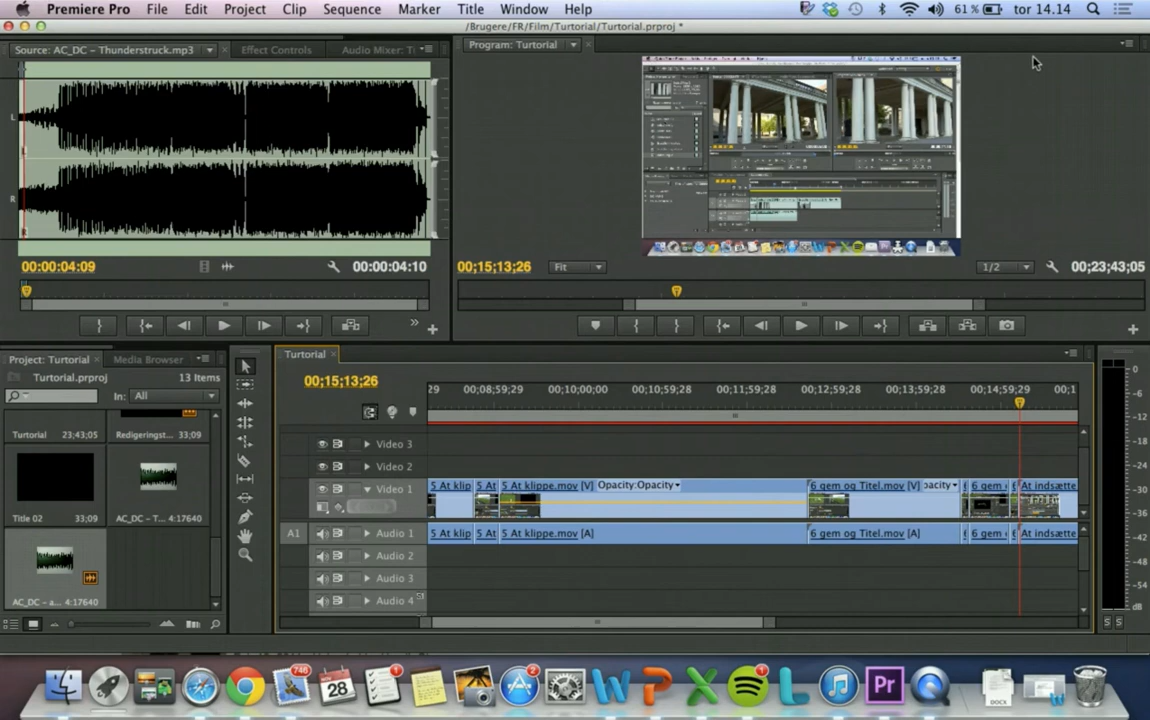 Premiere Pro File Edit Project Clip Sequence Marker Title Window Help 61 % tor 14.14
/Brugere/FR/Film/Turtorial/Turtorial.prproj *
Source: AC_DC – Thunderstruck.mp3 Effect Controls Audio Mixer: Ti
Program: Turtorial
L
R
00:00:04:09 00:00:04:10
00;15;13;26 Fit 1/2 00;23;43;05
Project: Turtorial Media Browser
Turtorial.prproj 13 Items
In: All
Turtorial 23;43;05 Redigeringst... 33;09
Title 02 33;09 AC_DC – T... 4:17640
AC_DC – a... 4:17640
Turtorial
00;15;13;26
29 00;08;59;29 00;10;00;00 00;10;59;28 00;11;59;28 00;12;59;28 00;13;59;28 00;14;59;29 00;1
Video 3
Video 2
Video 1 5 At klip 5 At 5 At klippe.mov [V] Opacity:Opacity 6 gem og Titel.mov [V] pacity 6 gem At indsætte
A1 Audio 1 5 At klip 5 At 5 At klippe.mov [A] 6 gem og Titel.mov [A] 6 gem At indsætte
Audio 2
Audio 3
Audio 4
0
-6
-12
-18
-24
-30
-36
-42
-48
-54
dB
S S
746 NOV 28 1 2 1
W P X L Pr DOCX